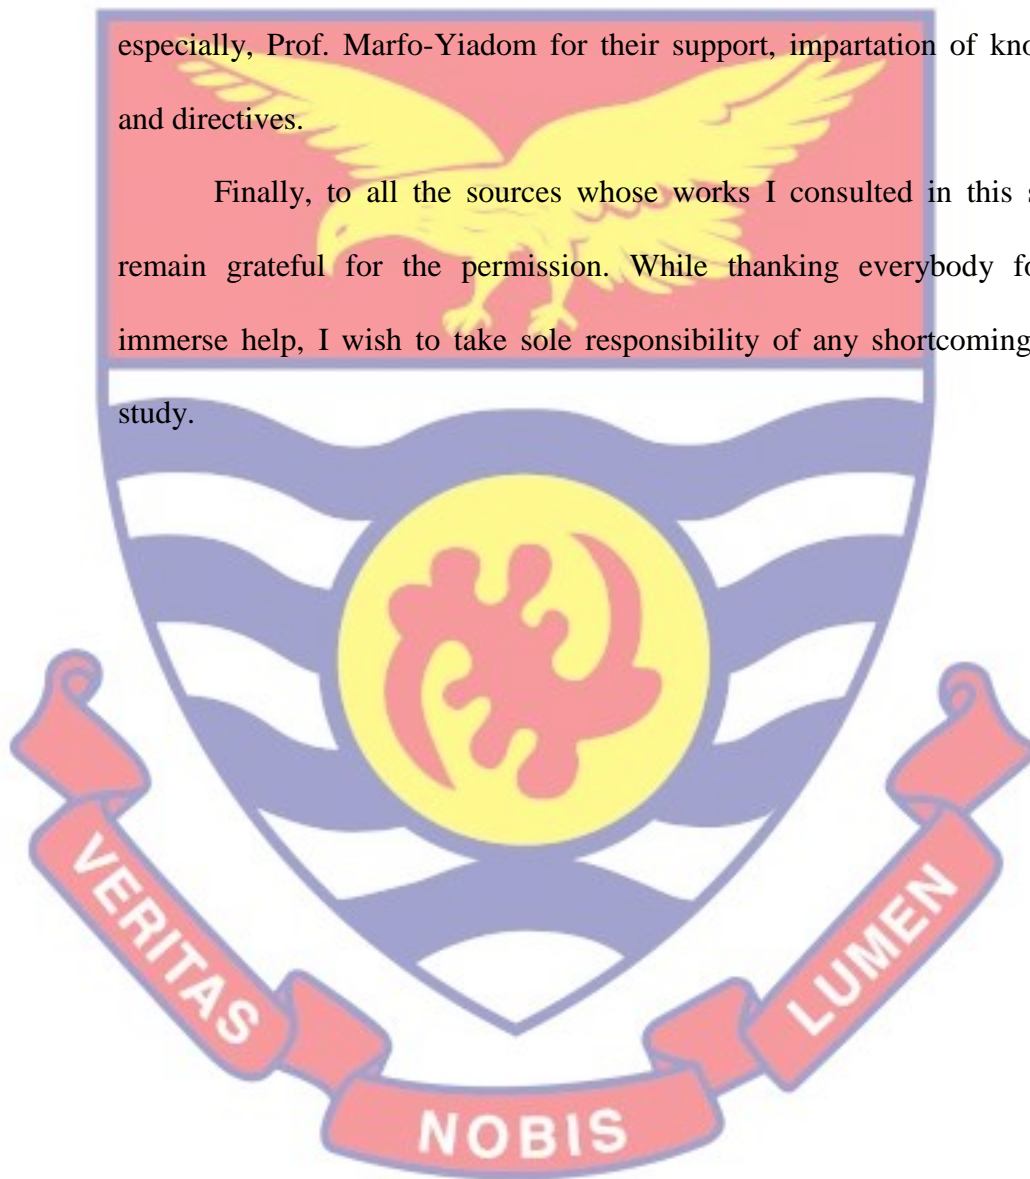 especially, Prof. Marfo-Yiadom for their support, impartation of kno
and directives.
Finally, to all the sources whose works I consulted in this s
remain grateful for the permission. While thanking everybody fo
immerse help, I wish to take sole responsibility of any shortcoming
study.
VERITAS
NOBIS
LUMEN